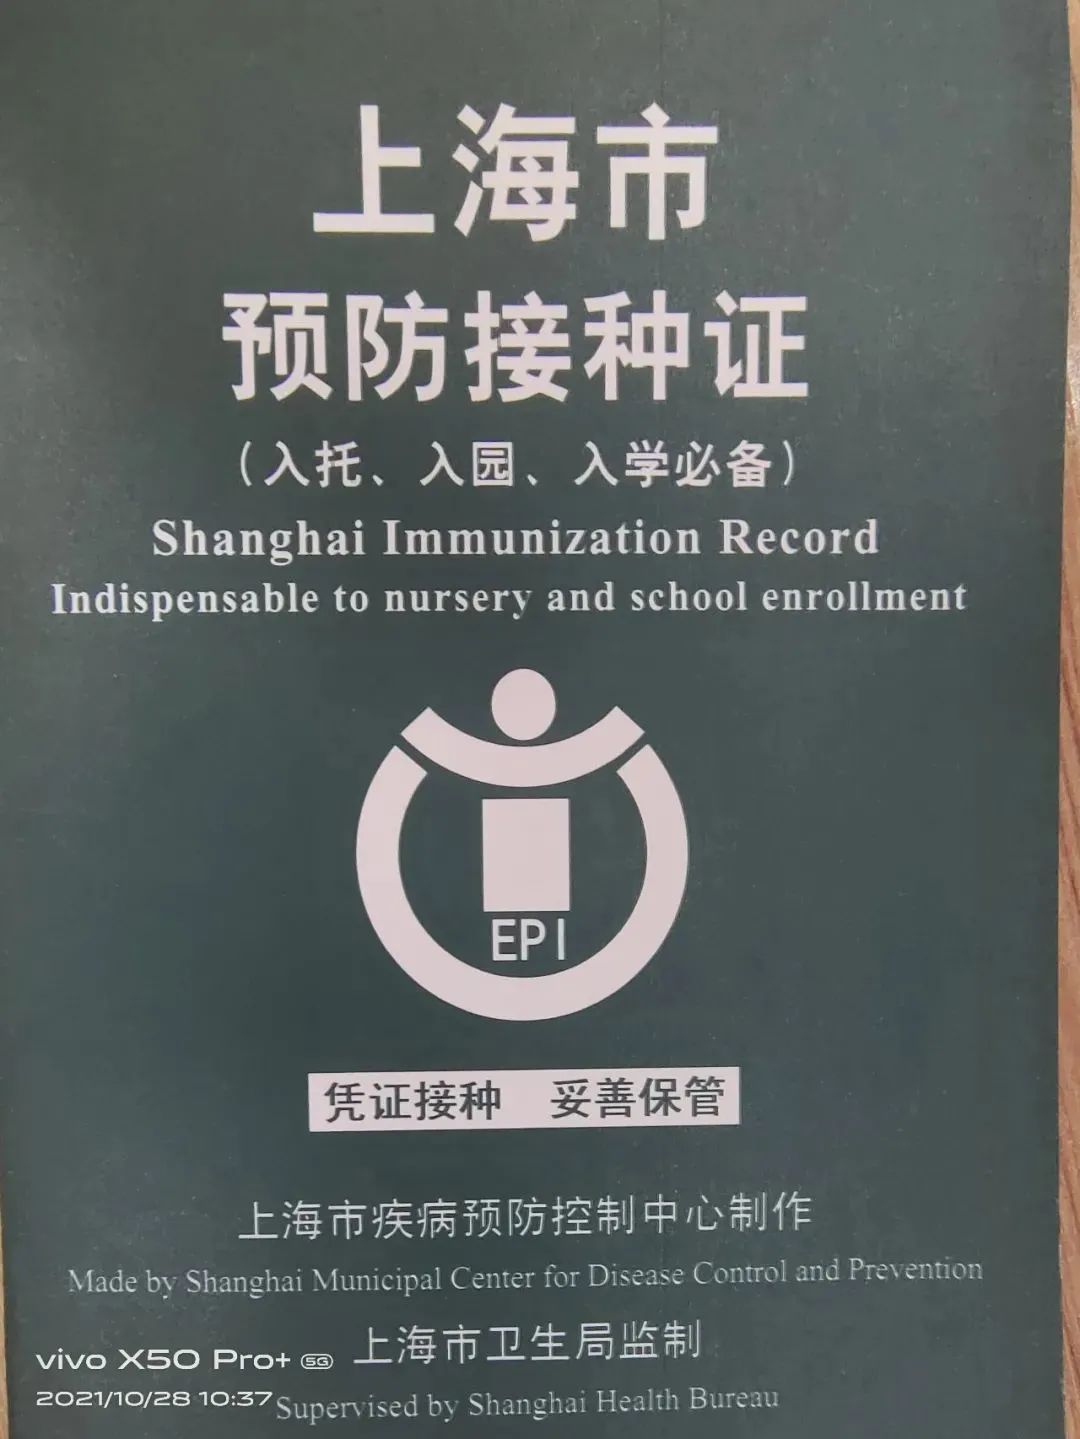 上海市
预防接种证
（入托、入园、入学必备）
Shanghai Immunization Record
Indispensable to nursery and school enrollment
EPI
凭证接种 妥善保管
上海市疾病预防控制中心制作
Made by Shanghai Municipal Center for Disease Control and Prevention
上海市卫生局监制
Supervised by Shanghai Health Bureau
vivo X50 Pro+ 5G
2021/10/28 10:37